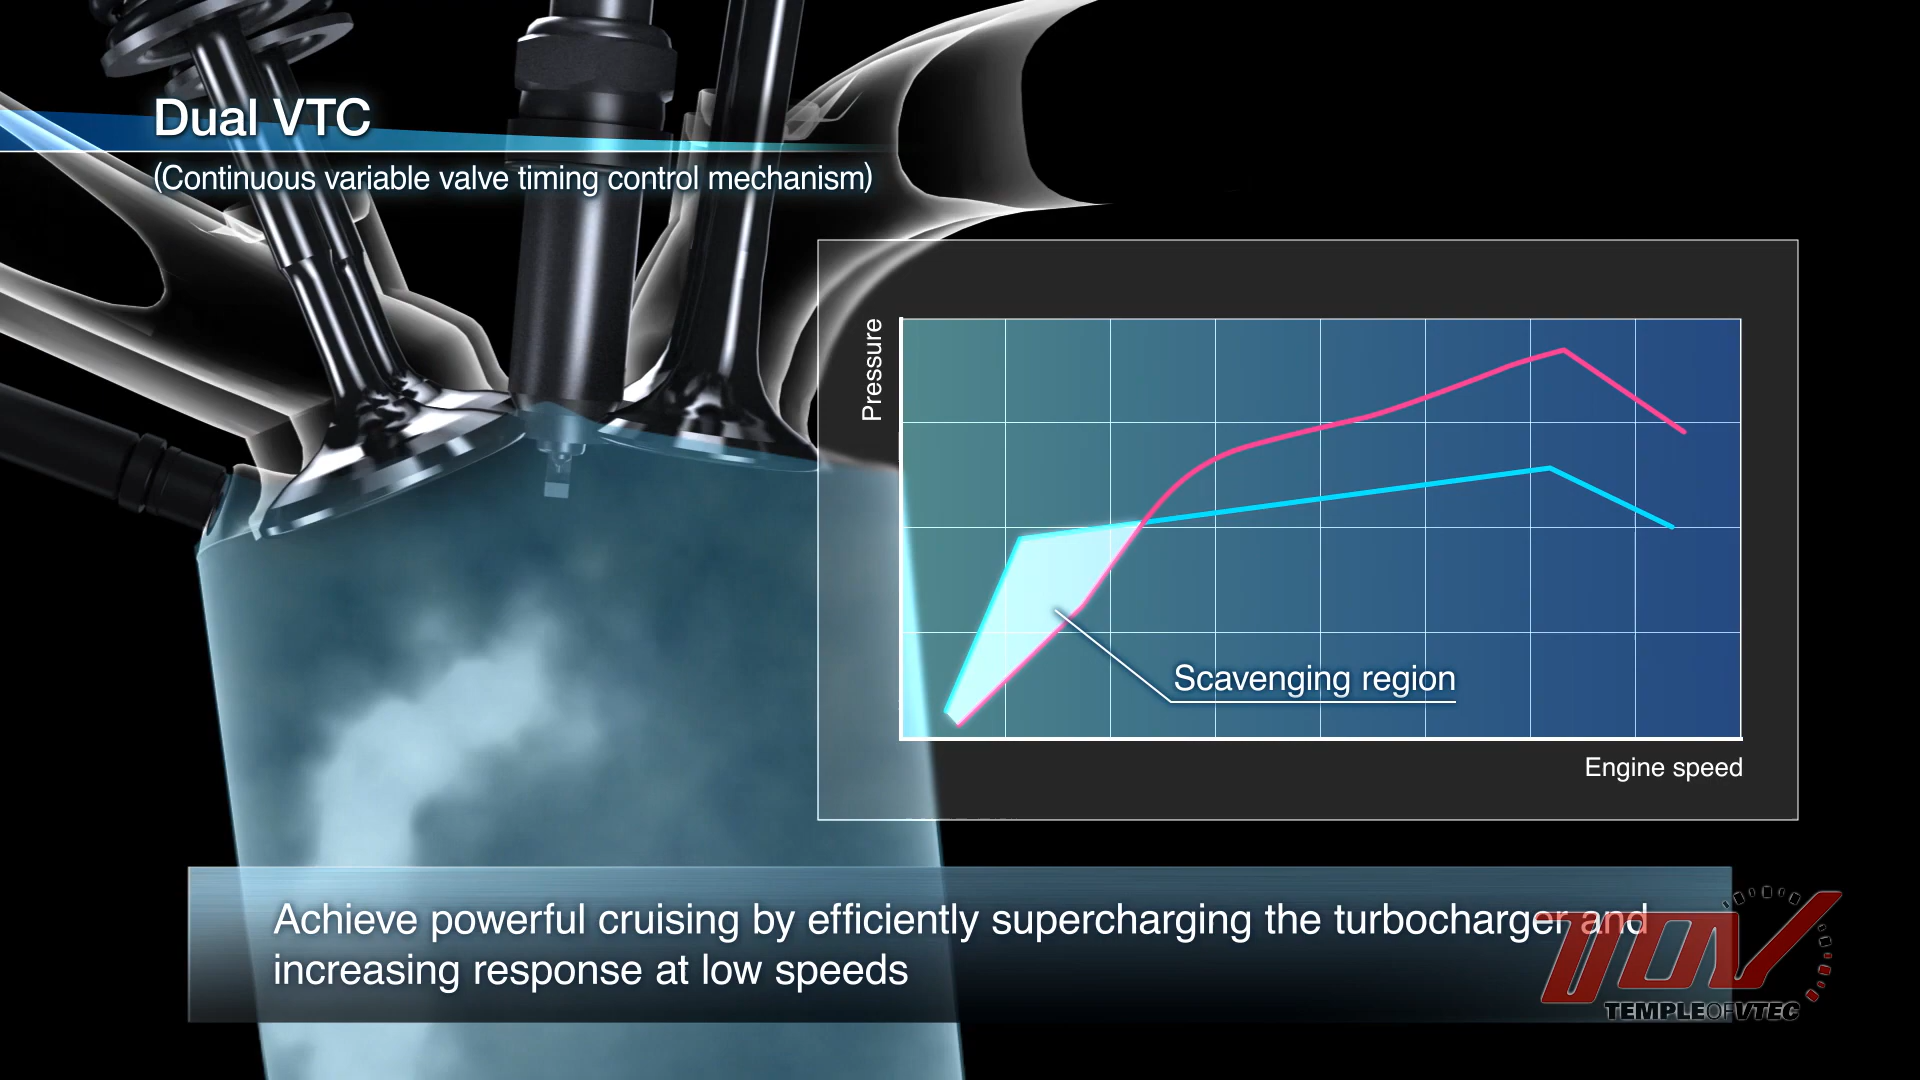 Dual VTC
(Continuous variable valve timing control mechanism)
Pressure
Scavenging region
Engine speed
Achieve powerful cruising by efficiently supercharging the turbocharger and
increasing response at low speeds
TOV
TEMPLEOFVTEC